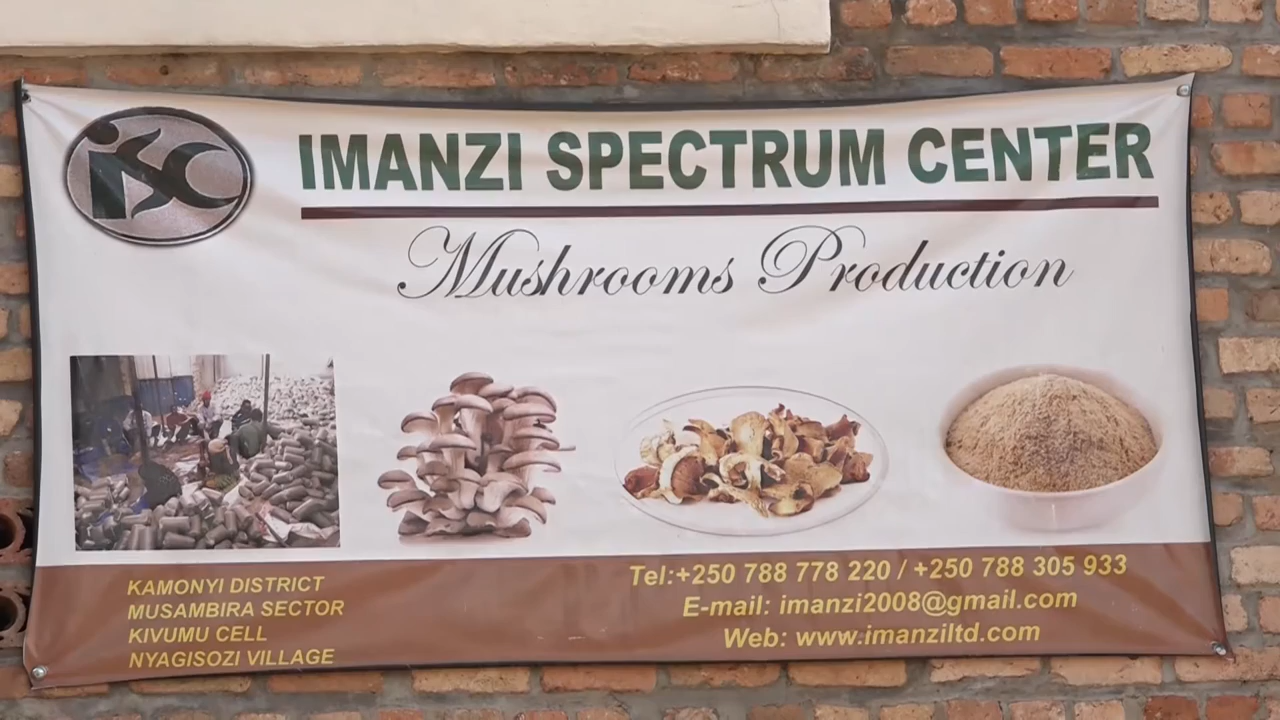 isc
IMANZI SPECTRUM CENTER
Mushrooms Production
KAMONYI DISTRICT
MUSAMBIRA SECTOR
KIVUMU CELL
NYAGISOZI VILLAGE
Tel:+250 788 778 220 / +250 788 305 933
E-mail: imanzi2008@gmail.com
Web: www.imanziltd.com